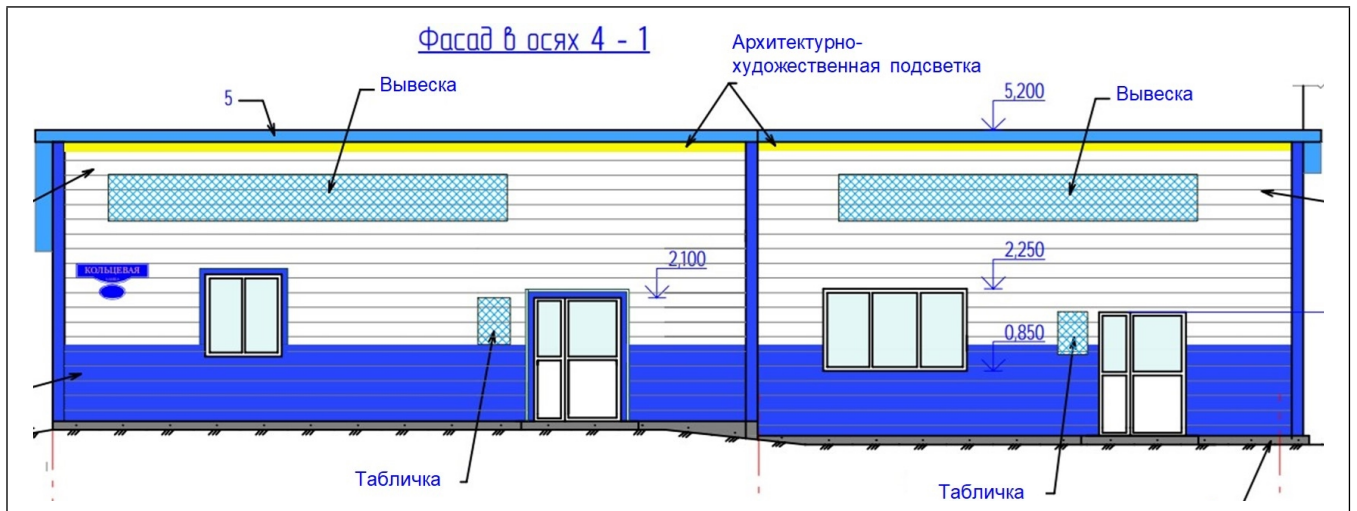 Фасад в осях 4 - 1
Архитектурно-
художественная подсветка
5
Вывеска
5,200
Вывеска
КОЛЬЦЕВАЯ
2,100
2,250
0,850
Табличка
Табличка